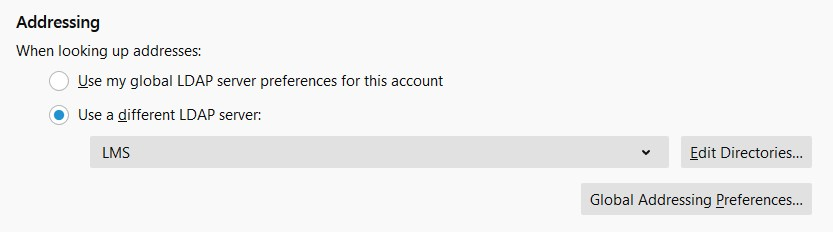 Addressing
When looking up addresses:
Use my global LDAP server preferences for this account
Use a different LDAP server:
LMS
Edit Directories...
Global Addressing Preferences...